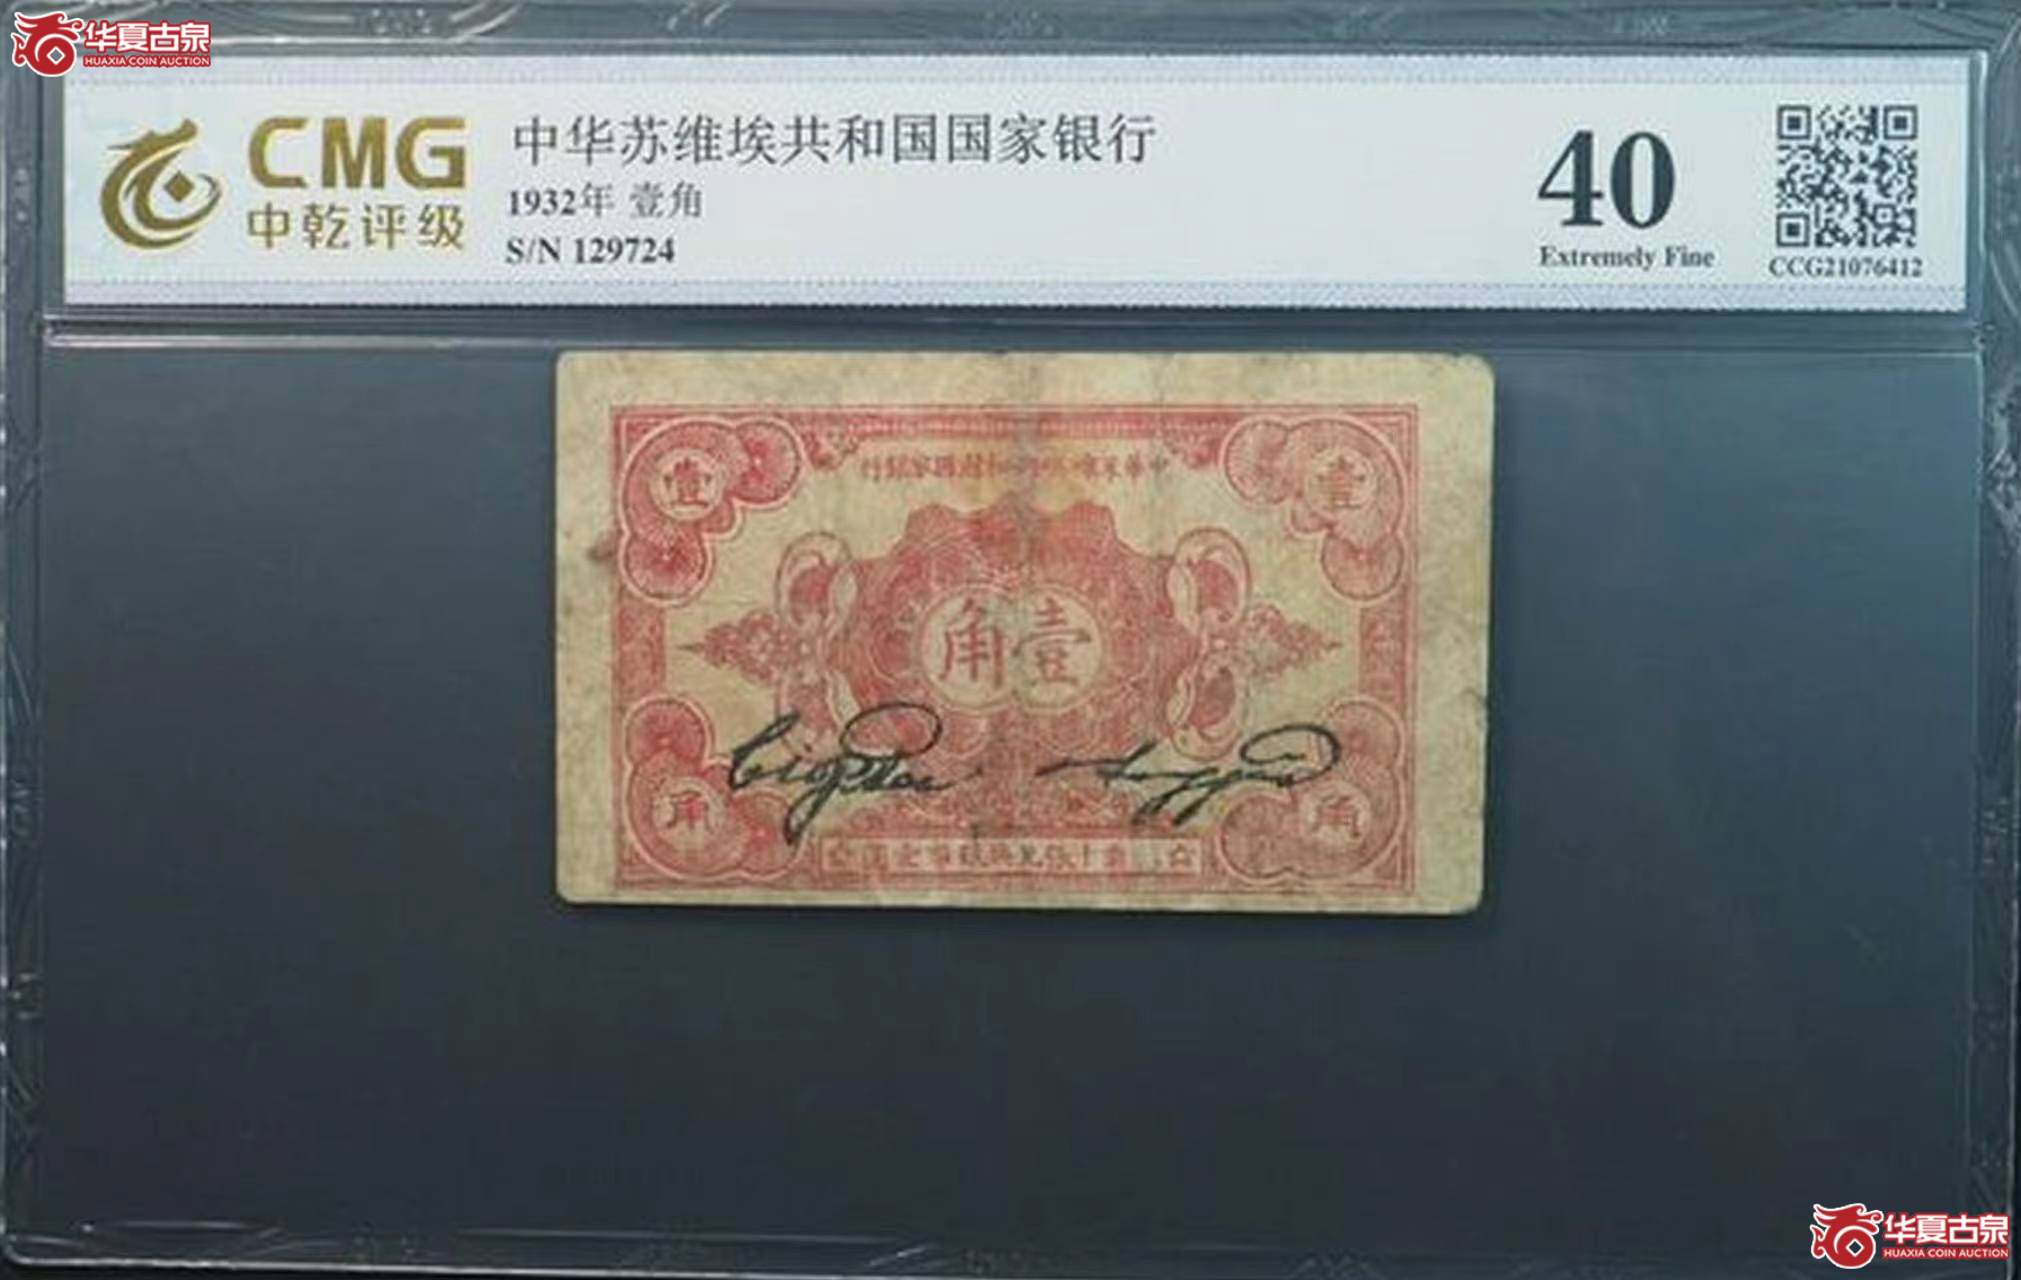 华夏古泉
HUAXIA COIN AUCTION
CMG
中乾评级
中华苏维埃共和国国家银行
1932年 壹角
S/N 129724
40
Extremely Fine
CCG21076412
壹
壹
角壹
角
角
华夏古泉
HUAXIA COIN AUCTION